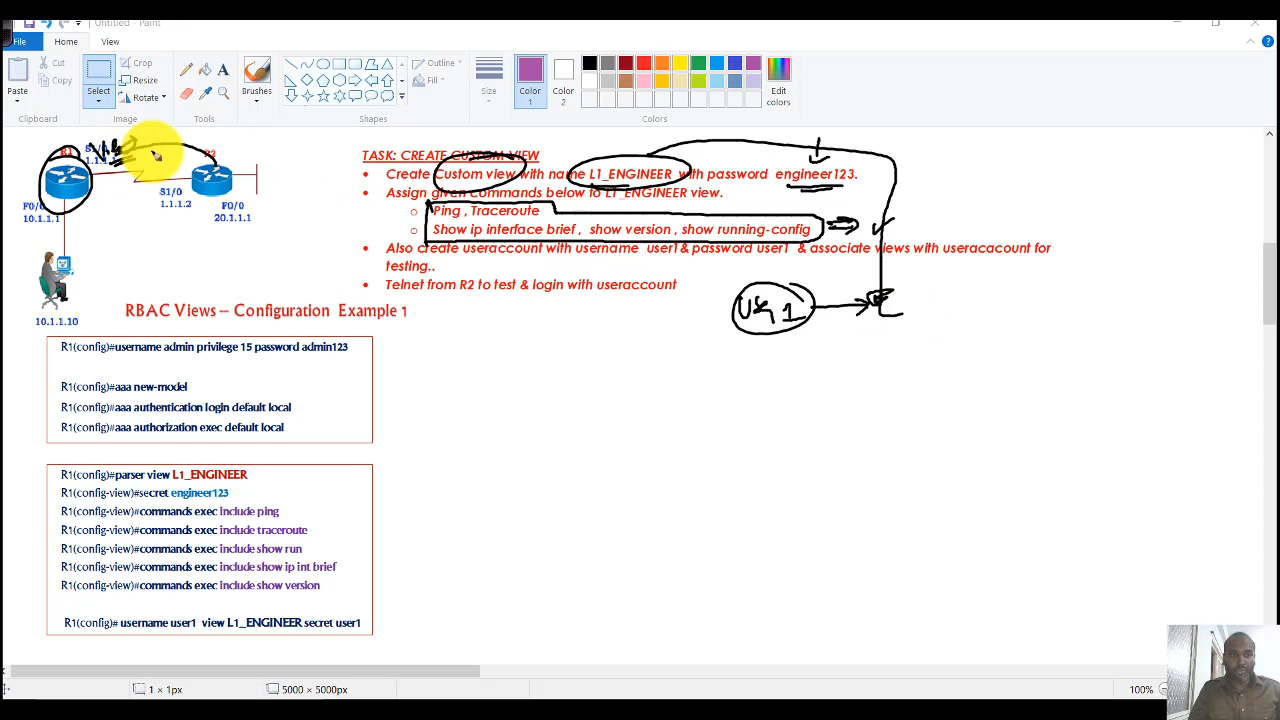 Untitled - Paint
File
Home
View
Paste
Cut
Copy
Clipboard
Select
Crop
Resize
Rotate
Image
Tools
Brushes
Shapes
Outline
Fill
Size
Color 1
Color 2
Edit colors
Colors
S1/0
1.1.1.1
S1/0
1.1.1.2
F0/0
10.1.1.1
F0/0
20.1.1.1
10.1.1.10
TASK: CREATE CUSTOM VIEW
Create Custom view with name L1_ENGINEER with password engineer123.
Assign given Commands below to L1_ENGINEER view.
Ping , Traceroute
Show ip interface brief , show version , show running-config
Also create useraccount with username user1& password user1 & associate views with useracacount for
testing..
Telnet from R2 to test & login with useraccount
RBAC Views – Configuration Example 1
R1(config)#username admin privilege 15 password admin123
R1(config)#aaa new-model
R1(config)#aaa authentication login default local
R1(config)#aaa authorization exec default local
R1(config)#parser view L1_ENGINEER
R1(config-view)#secret engineer123
R1(config-view)#commands exec include ping
R1(config-view)#commands exec include traceroute
R1(config-view)#commands exec include show run
R1(config-view)#commands exec include show ip int brief
R1(config-view)#commands exec include show version
R1(config)# username user1 view L1_ENGINEER secret user1
1 × 1px
5000 × 5000px
100%